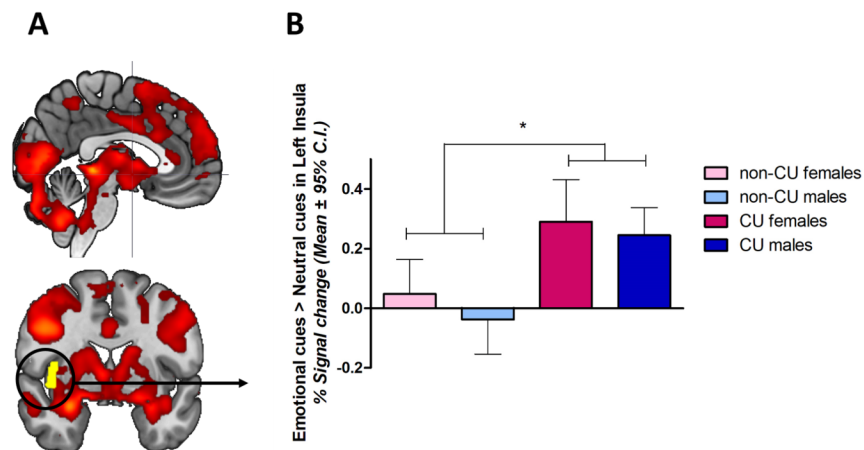 A
B
Emotional cues > Neutral cues in Left Insula
% Signal change (Mean ± 95% C.I.)
*
0.4
0.2
0.0
-0.2
non-CU females
non-CU males
CU females
CU males